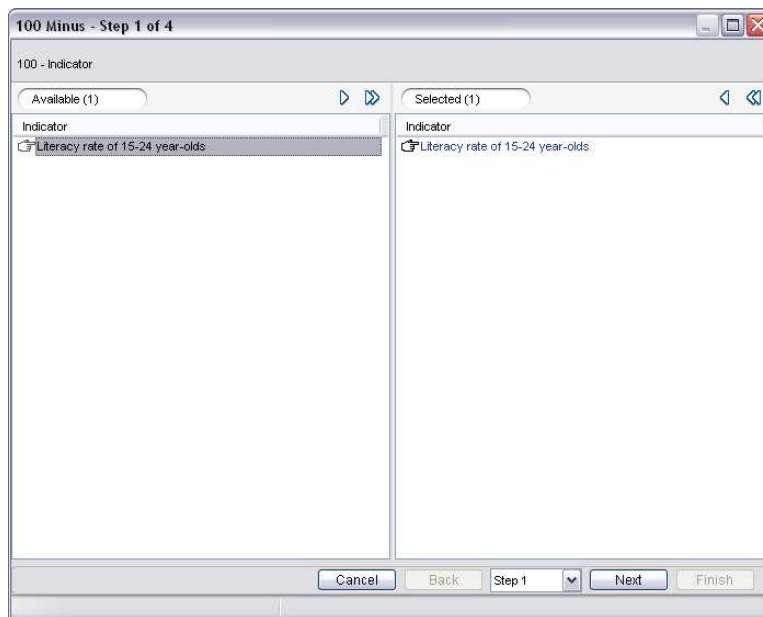 100 Minus - Step 1 of 4
100 - Indicator
Available (1)
Selected (1)
Indicator
Indicator
Literacy rate of 15-24 year-olds
Literacy rate of 15-24 year-olds
Cancel
Back
Step 1
Next
Finish